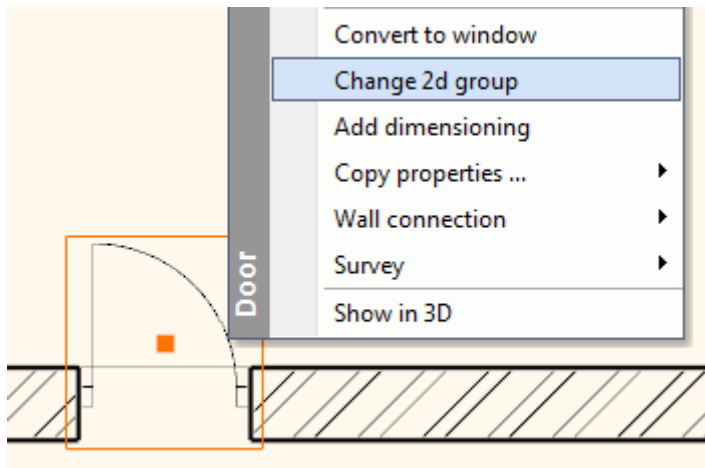 Convert to window
Change 2d group
Add dimensioning
Copy properties ...
Wall connection
Survey
Show in 3D
Door